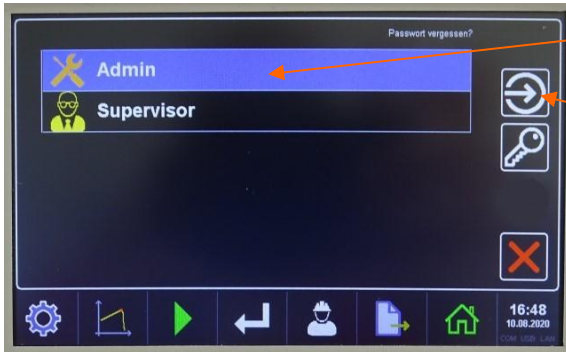 Passwort vergessen?
Admin
Supervisor
16:48
10.08.2020
COM USB LAN